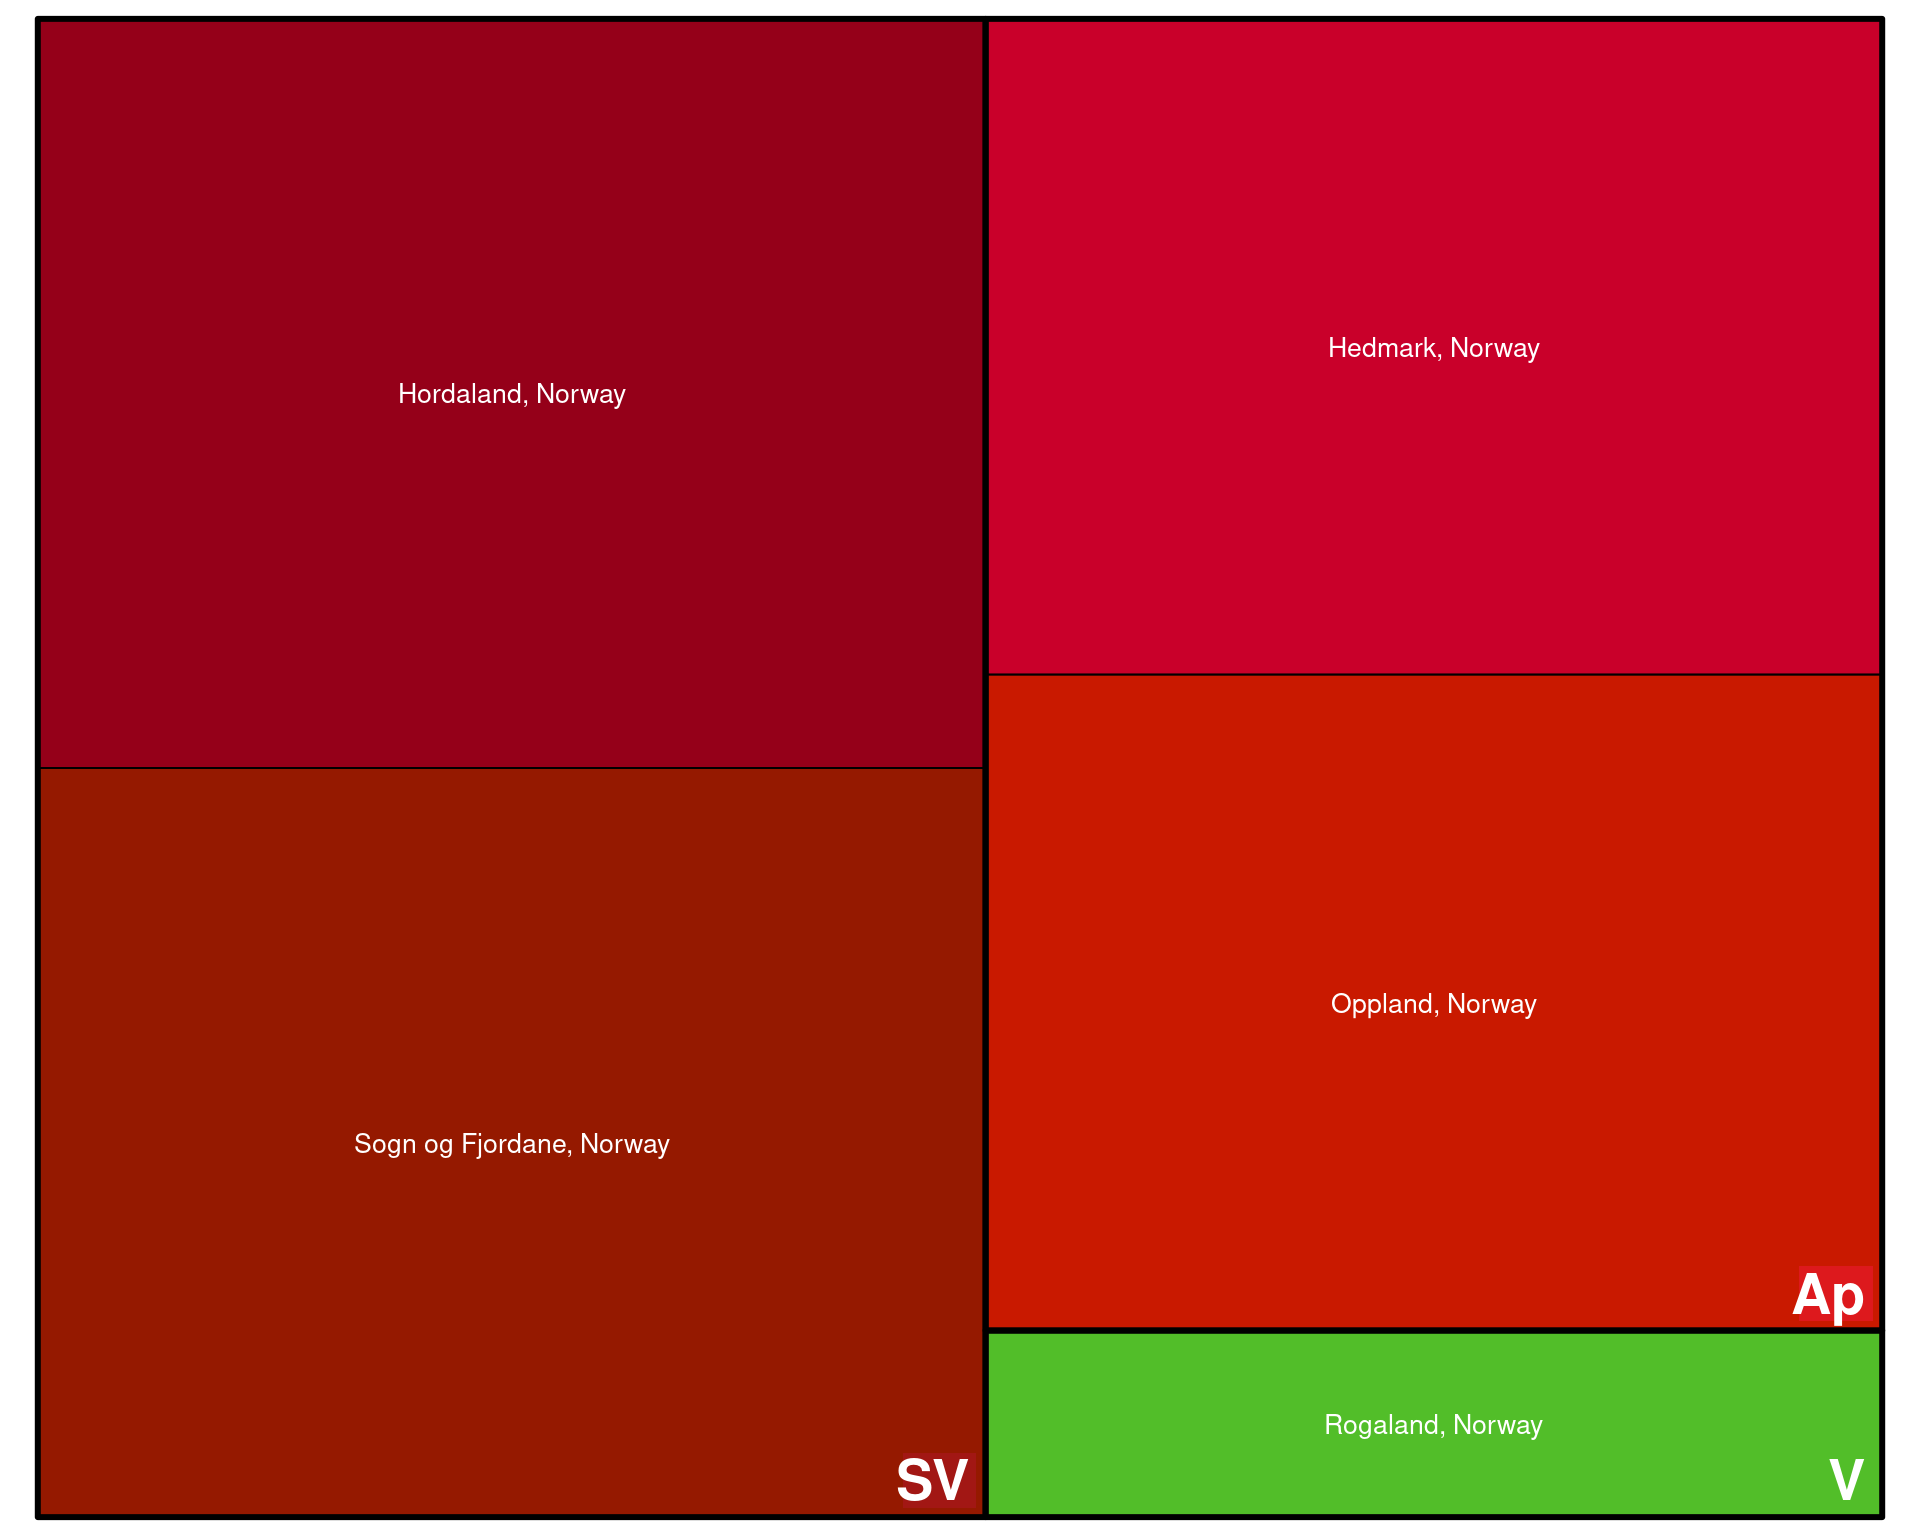 Hordaland, Norway
Sogn og Fjordane, Norway
SV
Hedmark, Norway
Oppland, Norway
Ap
Rogaland, Norway
V